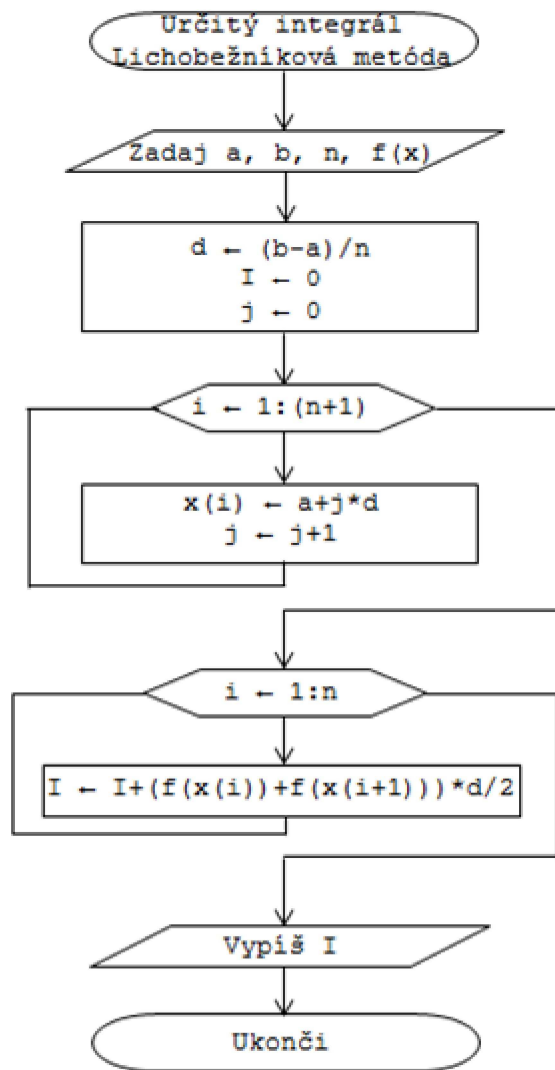 Určitý integrál
Lichobežníková metóda
Zadaj a, b, n, f(x)
d ← (b-a)/n
I ← 0
j ← 0
i ← 1:(n+1)
x(i) ← a+j*d
j ← j+1
i ← 1:n
I ← I+(f(x(i))+f(x(i+1)))*d/2
Vypíš I
Ukonči